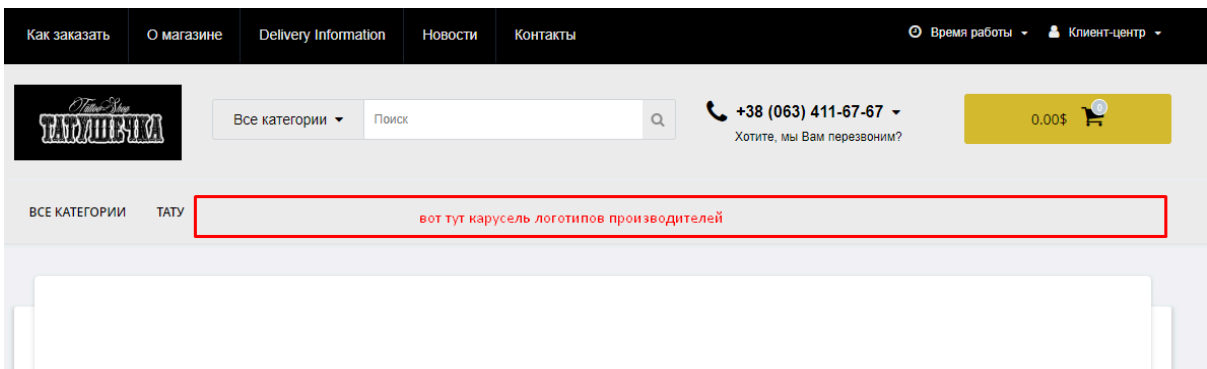 Как заказать О магазине Delivery Information Новости Контакты Время работы Клиент-центр
Tattoo Shop
ТАТУАШЕЧКА
Все категории Поиск +38 (063) 411-67-67 0.00$ 0
Хотите, мы Вам перезвоним?
ВСЕ КАТЕГОРИИ ТАТУ вот тут карусель логотипов производителей